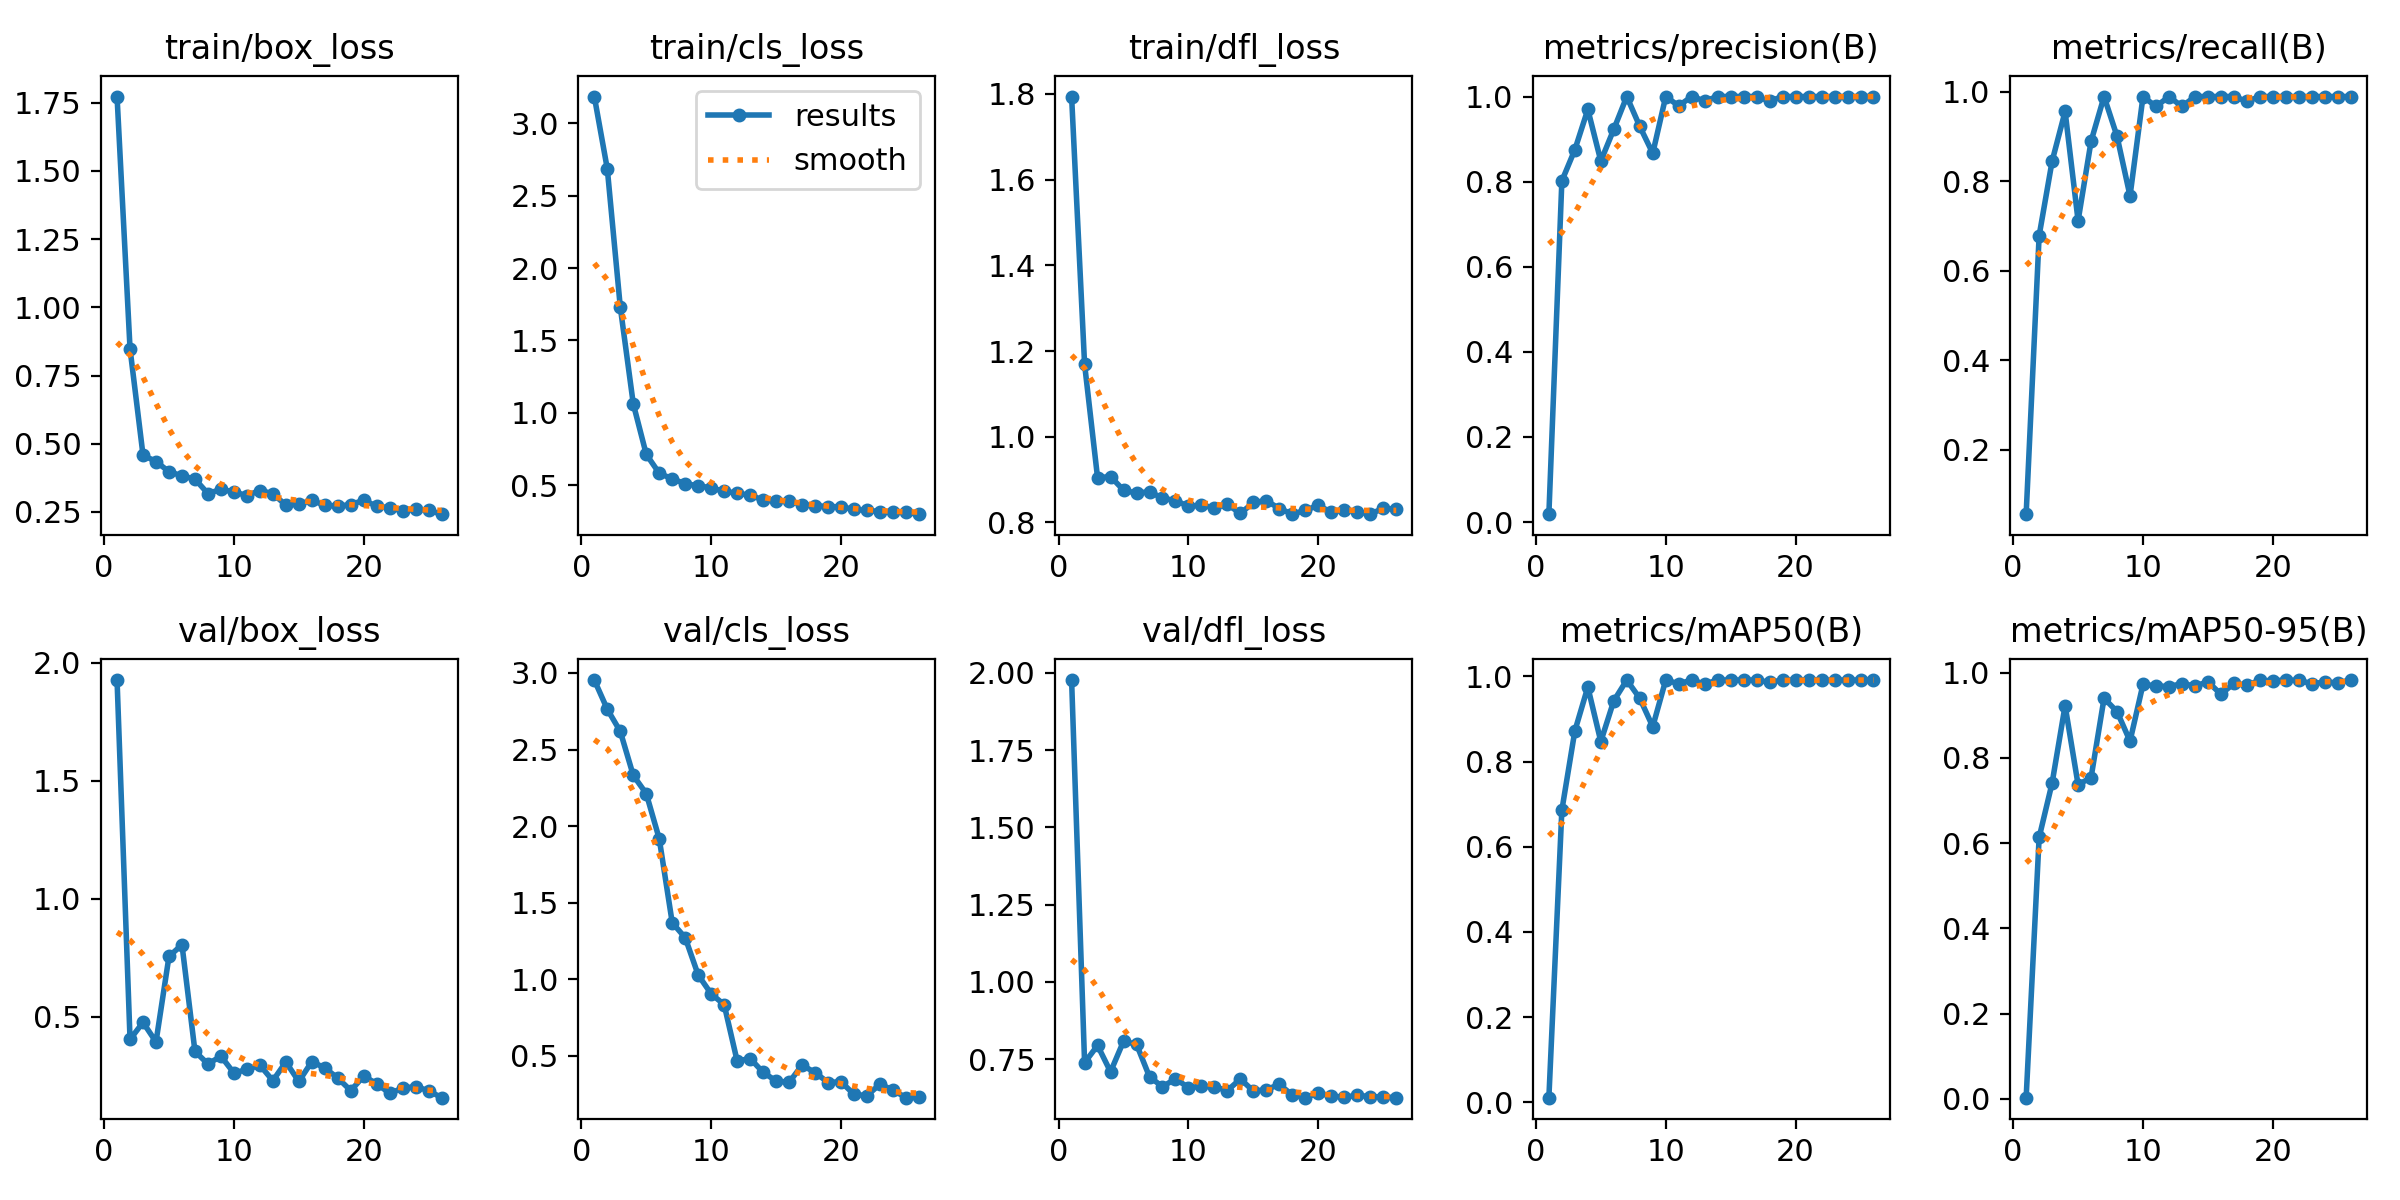 train/box_loss
1.75
1.50
1.25
1.00
0.75
0.50
0.25
0 10 20
train/cls_loss
results
smooth
3.0
2.5
2.0
1.5
1.0
0.5
0 10 20
train/dfl_loss
1.8
1.6
1.4
1.2
1.0
0.8
0 10 20
metrics/precision(B)
1.0
0.8
0.6
0.4
0.2
0.0
0 10 20
metrics/recall(B)
1.0
0.8
0.6
0.4
0.2
0 10 20
val/box_loss
2.0
1.5
1.0
0.5
0 10 20
val/cls_loss
3.0
2.5
2.0
1.5
1.0
0.5
0 10 20
val/dfl_loss
2.00
1.75
1.50
1.25
1.00
0.75
0 10 20
metrics/mAP50(B)
1.0
0.8
0.6
0.4
0.2
0.0
0 10 20
metrics/mAP50-95(B)
1.0
0.8
0.6
0.4
0.2
0.0
0 10 20